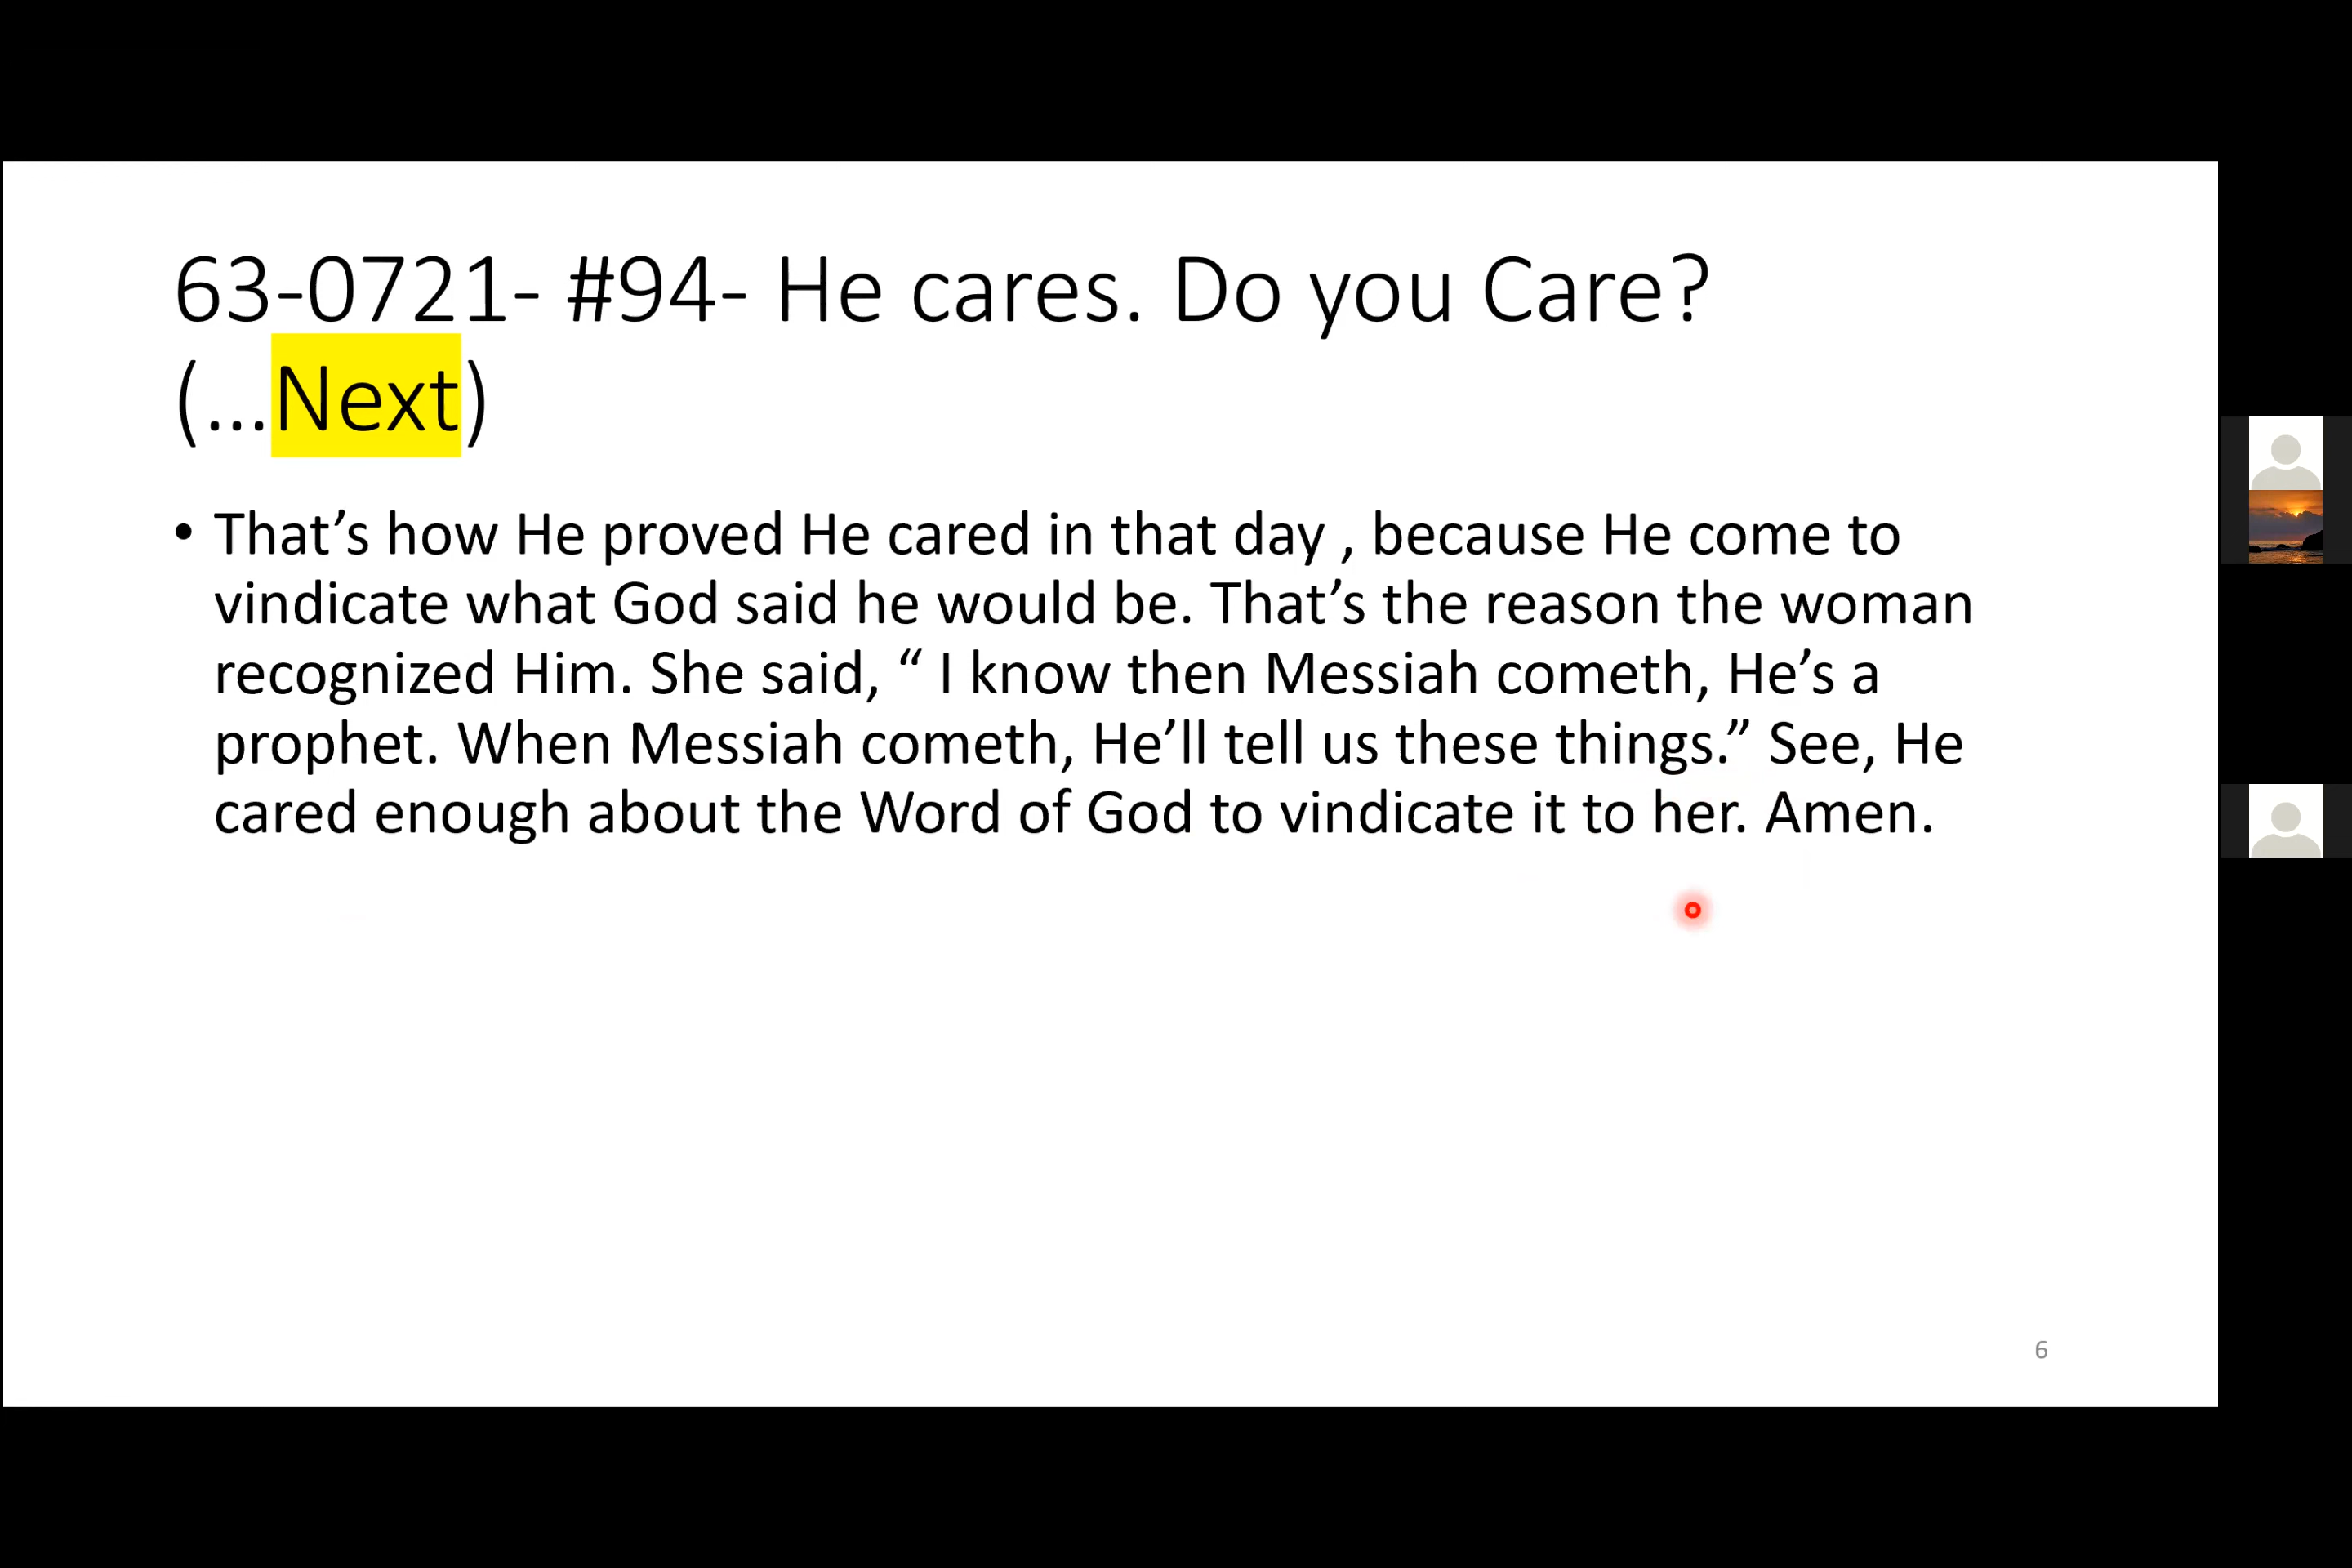 63-0721- #94- He cares. Do you Care?
(...Next)
• That’s how He proved He cared in that day , because He come to
vindicate what God said he would be. That’s the reason the woman
recognized Him. She said, “ I know then Messiah cometh, He’s a
prophet. When Messiah cometh, He’ll tell us these things.” See, He
cared enough about the Word of God to vindicate it to her. Amen.
6